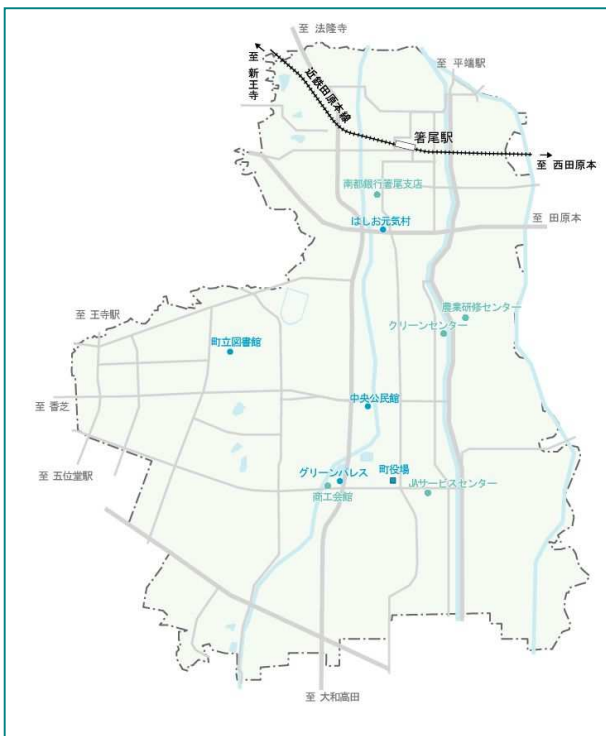 至 法隆寺
至 新王寺
近鉄田原本線
至 平端駅
箸尾駅
至 西田原本
南都銀行箸尾支店
至 田原本
はしお元気村
農業研修センター
至 王寺駅
クリーンセンター
町立図書館
中央公民館
至 香芝
グリーンパレス
町役場
至 五位堂駅
商工会館
JAサービスセンター
至 大和高田